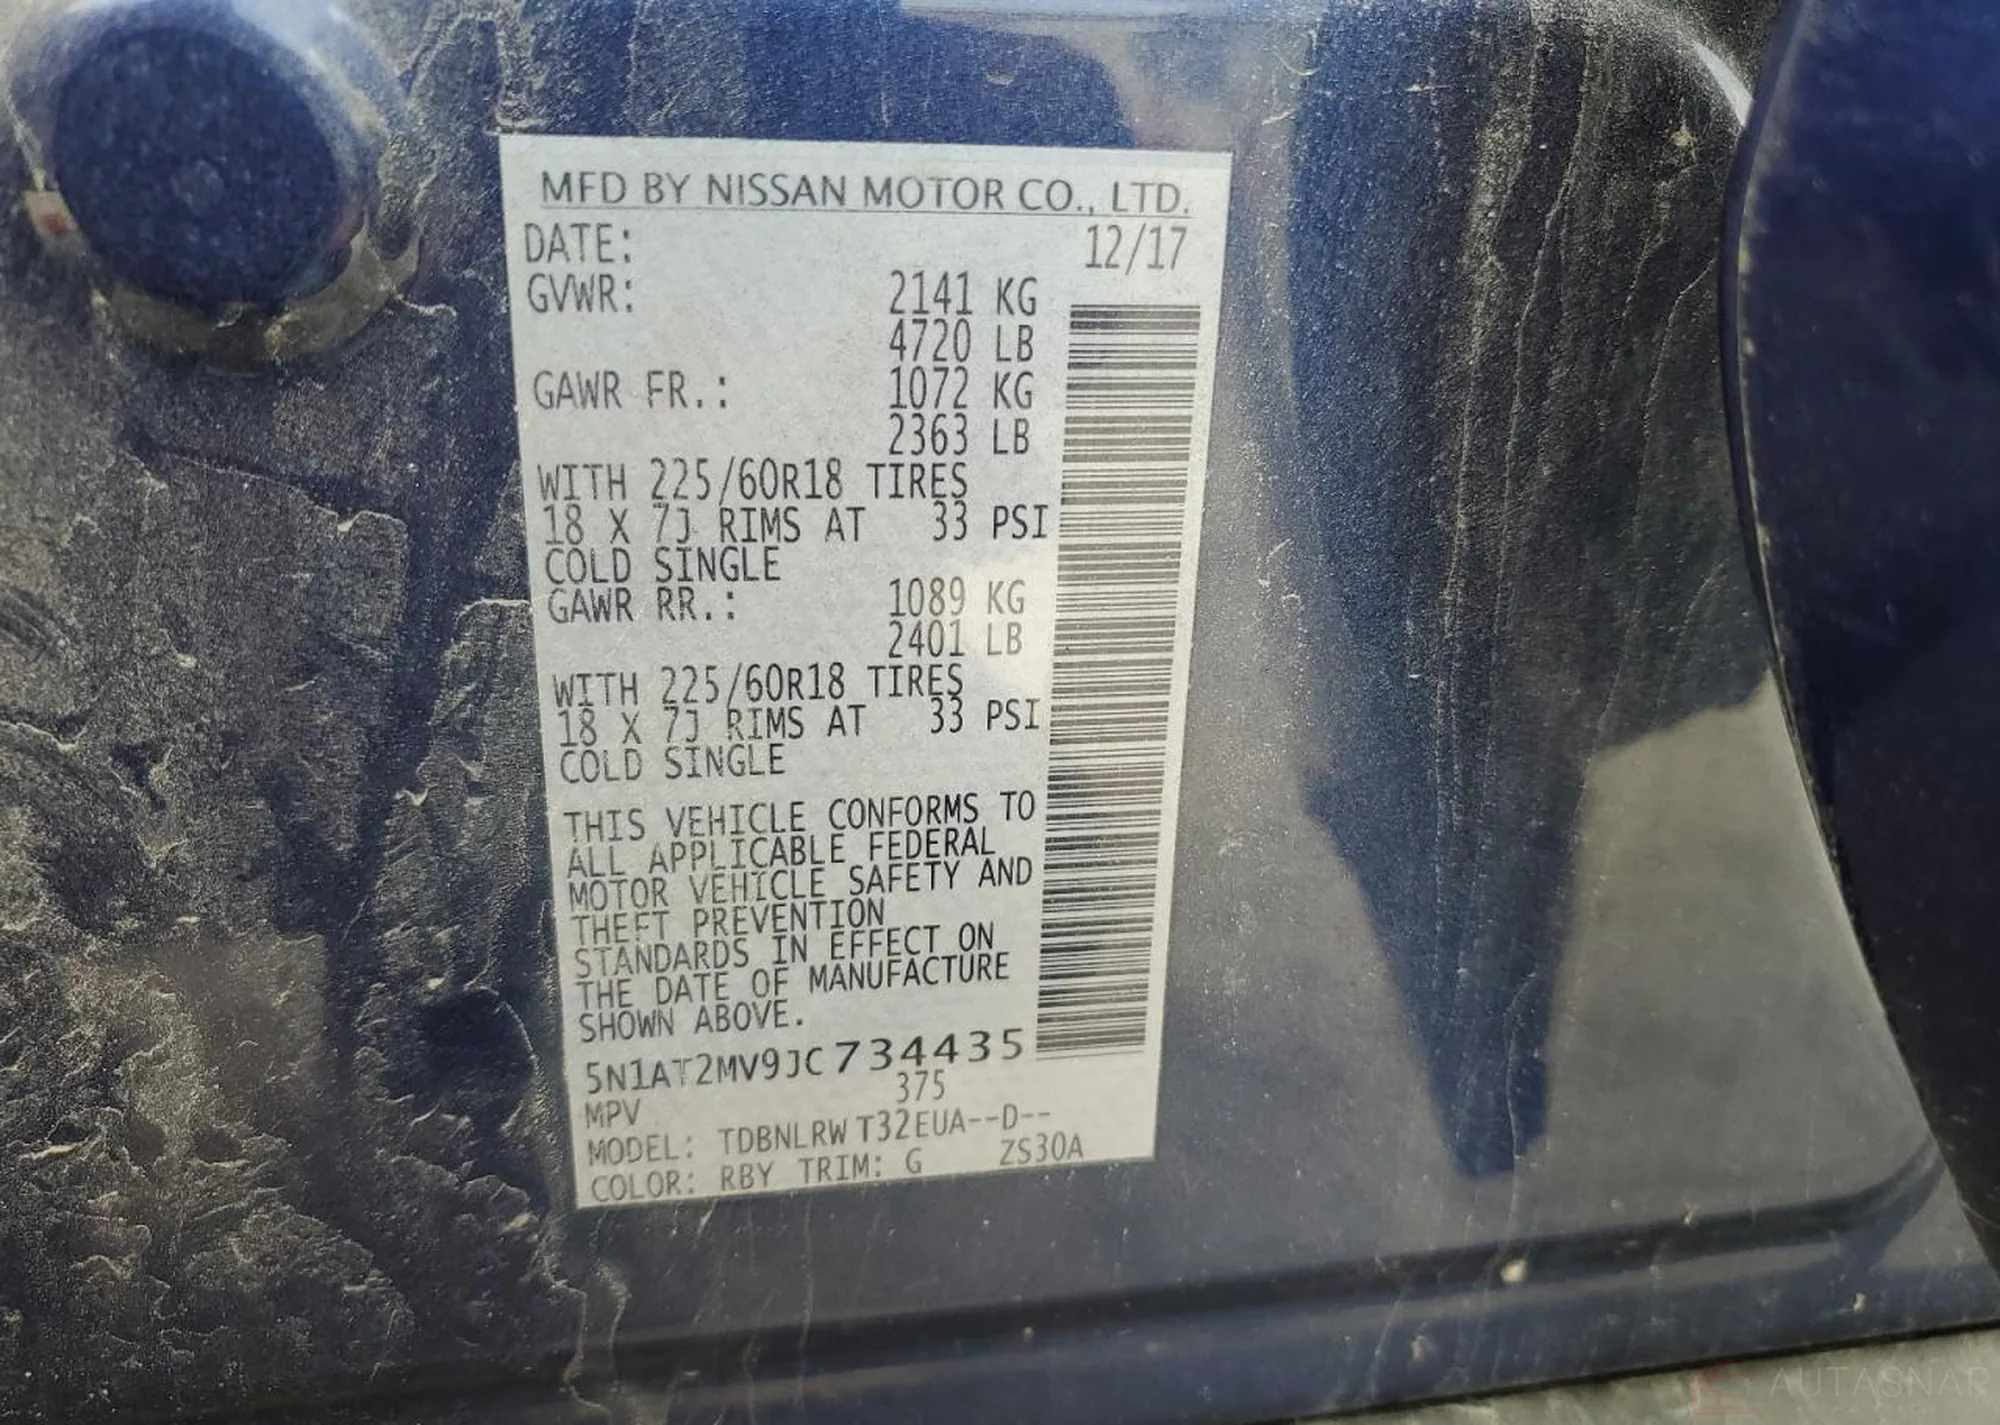 MFD BY NISSAN MOTOR CO., LTD.
DATE: 12/17
GVWR: 2141 KG
4720 LB
GAWR FR.: 1072 KG
2363 LB
WITH 225/60R18 TIRES
18 X 7J RIMS AT 33 PSI
COLD SINGLE
GAWR RR.: 1089 KG
2401 LB
WITH 225/60R18 TIRES
18 X 7J RIMS AT 33 PSI
COLD SINGLE
THIS VEHICLE CONFORMS TO
ALL APPLICABLE FEDERAL
MOTOR VEHICLE SAFETY AND
THEFT PREVENTION
STANDARDS IN EFFECT ON
THE DATE OF MANUFACTURE
SHOWN ABOVE.
5N1AT2MV9JC734435
375
MPV
MODEL: TDBNLRW T32EUA--D--
COLOR: RBY TRIM: G ZS30A
AUTASNAR